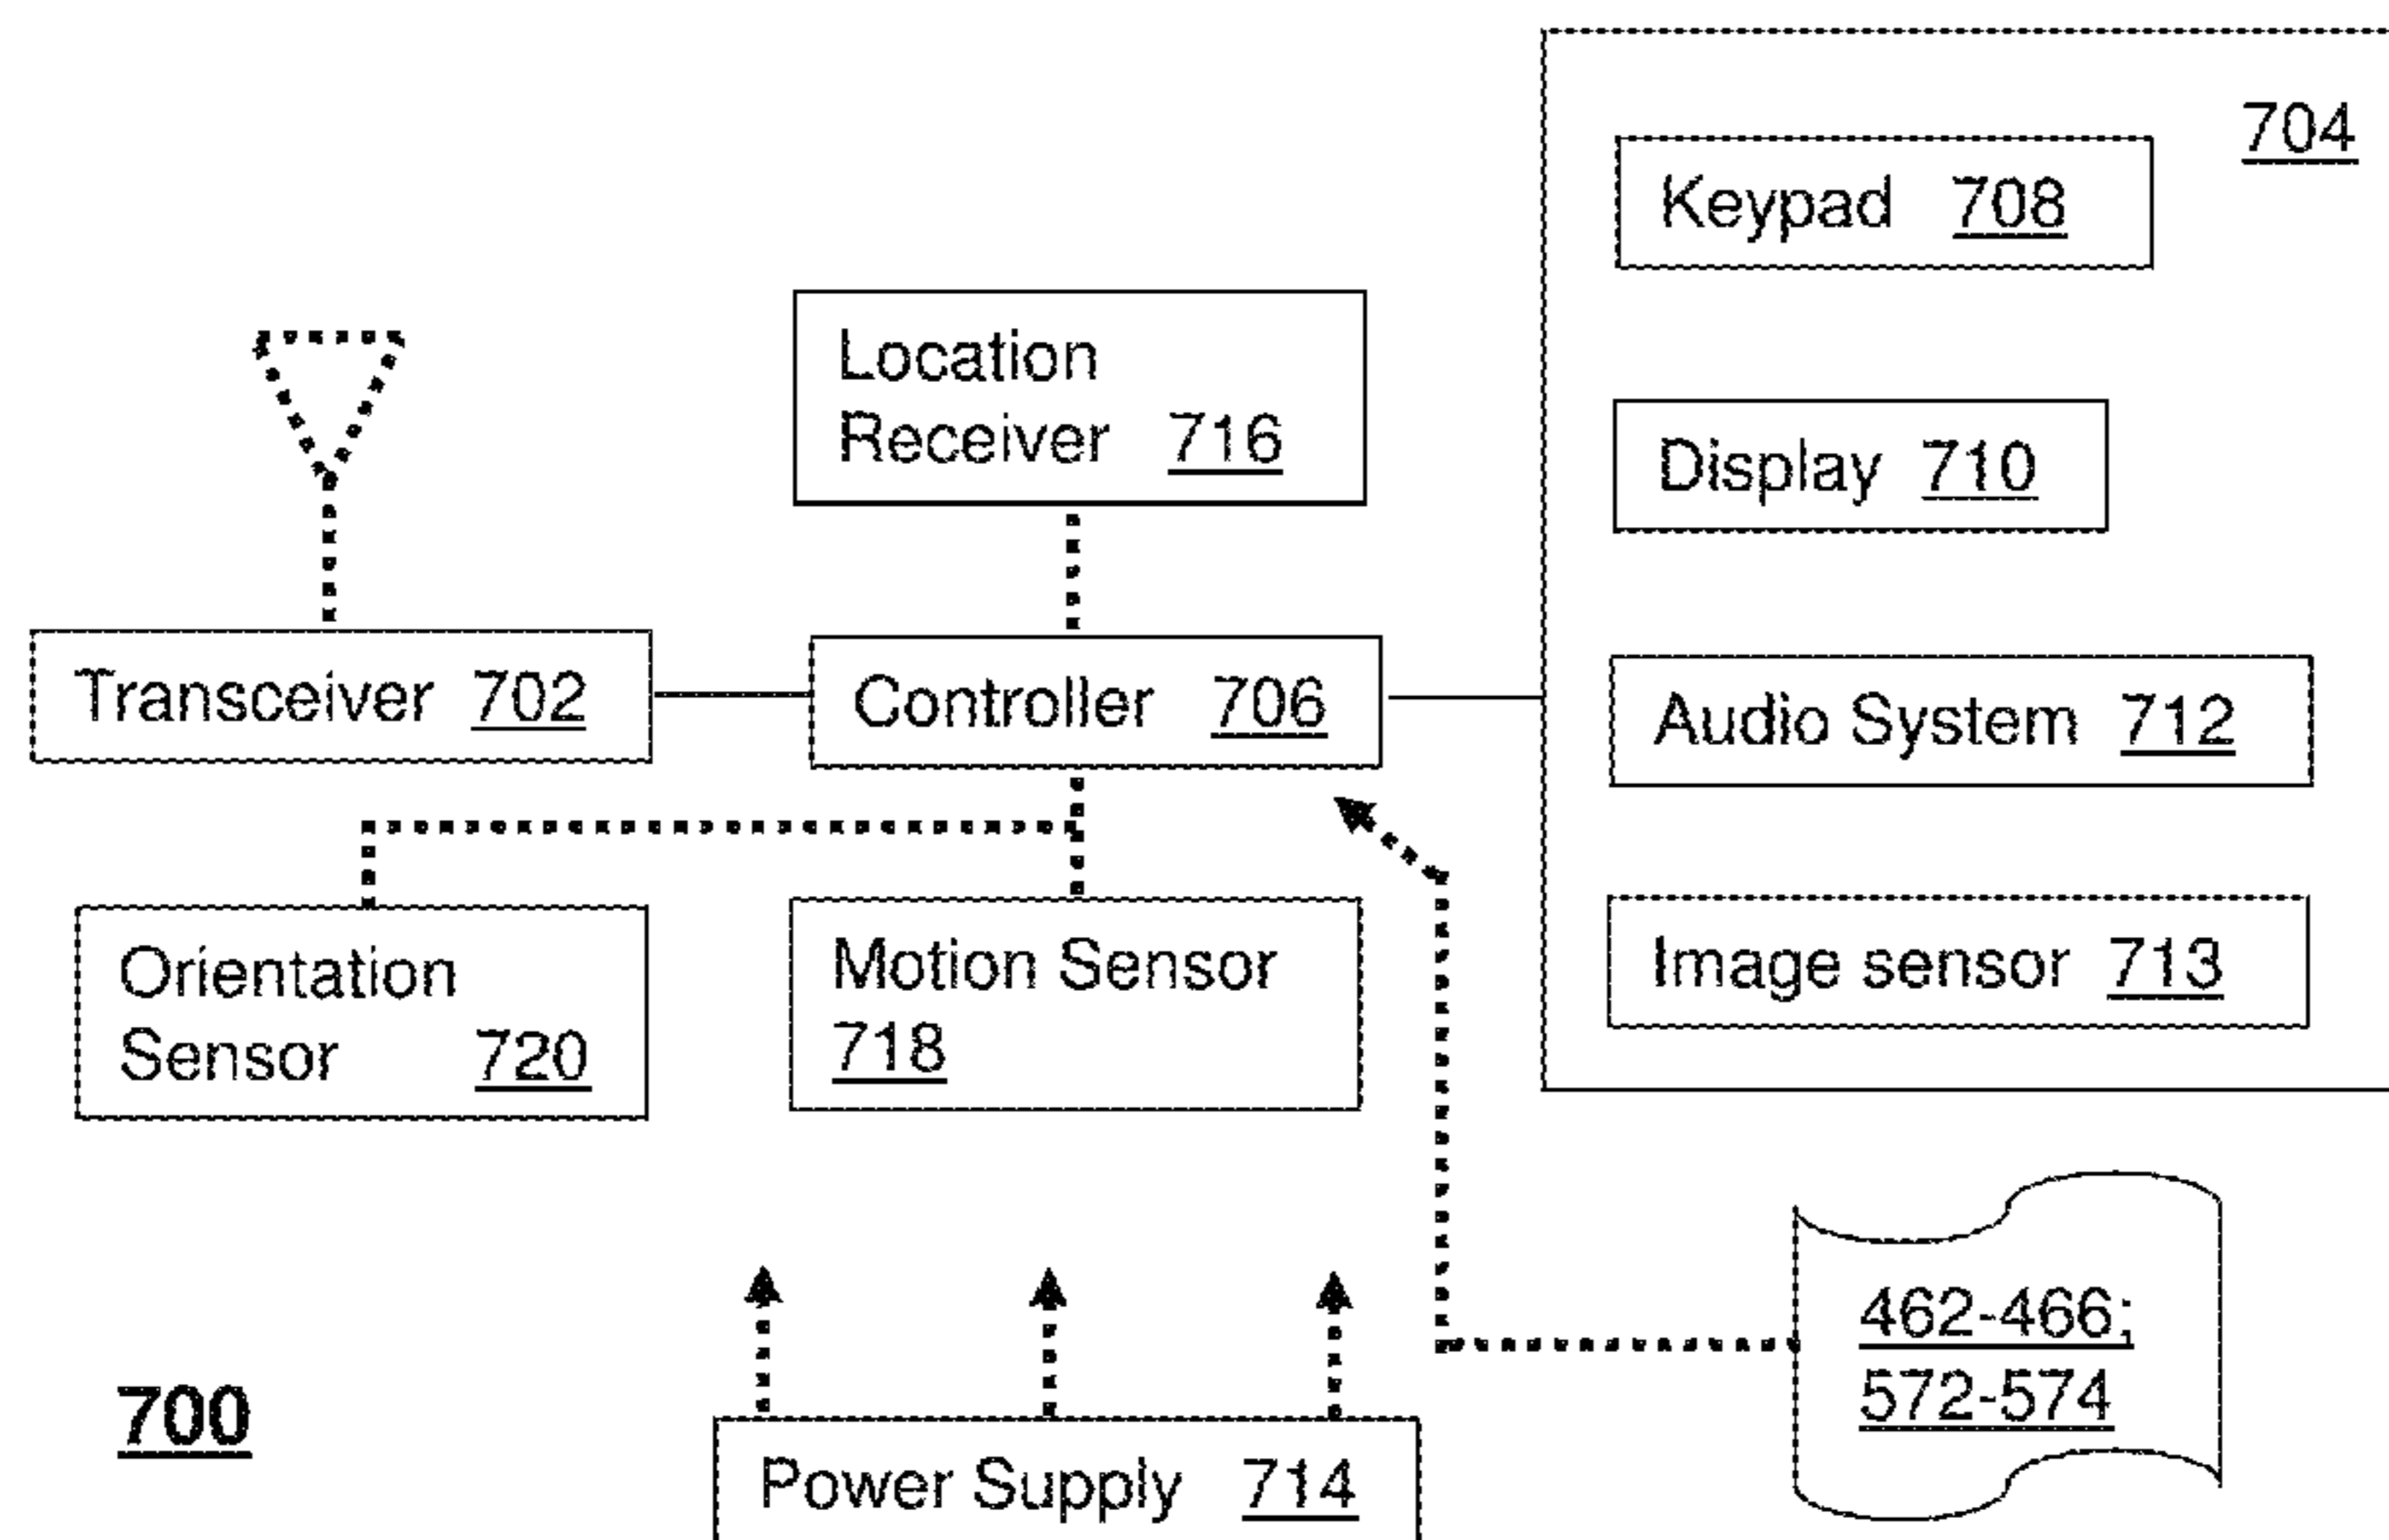 704
Keypad 708
Location
Receiver 716
Display 710
Transceiver 702
Controller 706
Audio System 712
Orientation
Sensor 720
Motion Sensor
718
Image sensor 713
462-466;
572-574
700
Power Supply 714